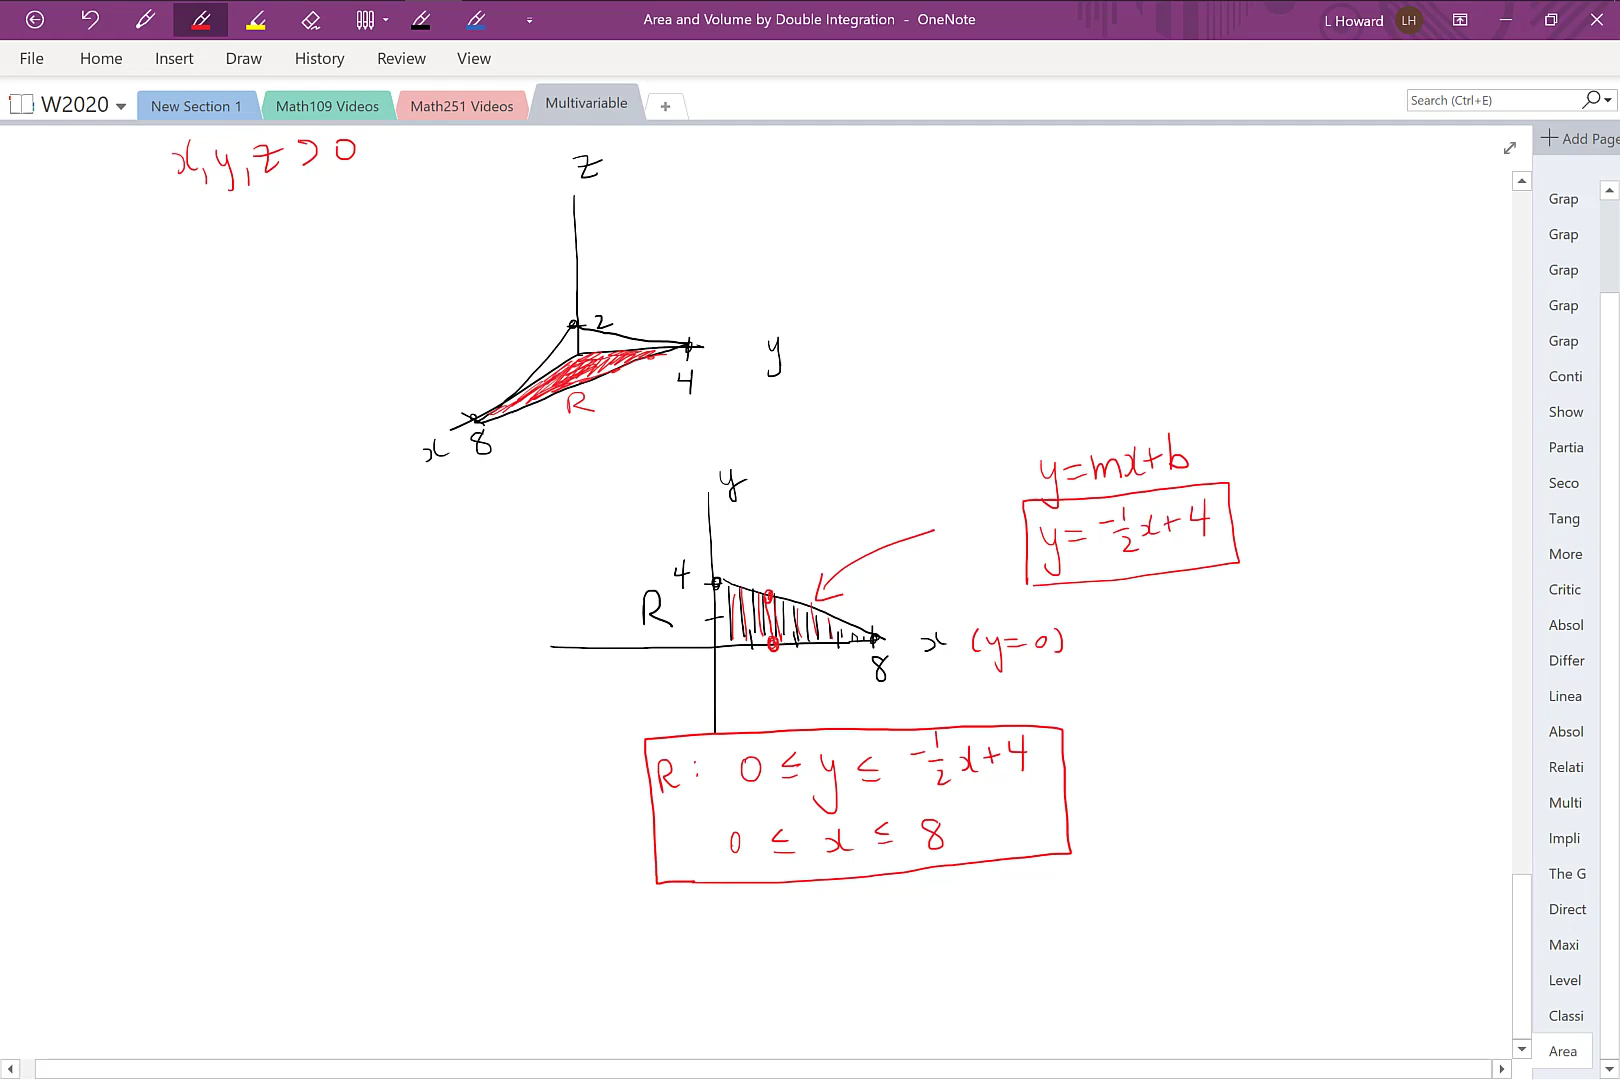 Area and Volume by Double Integration - OneNote
L Howard
LH
File Home Insert Draw History Review View
W2020
New Section 1
Math109 Videos
Math251 Videos
Multivariable
Search (Ctrl+E)
Add Page
x, y, z > 0
z
2
y
4
R
x
8
y = mx + b
y = -1/2 x + 4
y
4
R
x
(y = 0)
8
R: 0 ≤ y ≤ -1/2 x + 4
0 ≤ x ≤ 8
Grap
Grap
Grap
Grap
Grap
Conti
Show
Partia
Seco
Tang
More
Critic
Absol
Differ
Linea
Absol
Relati
Multi
Impli
The G
Direct
Maxi
Level
Classi
Area